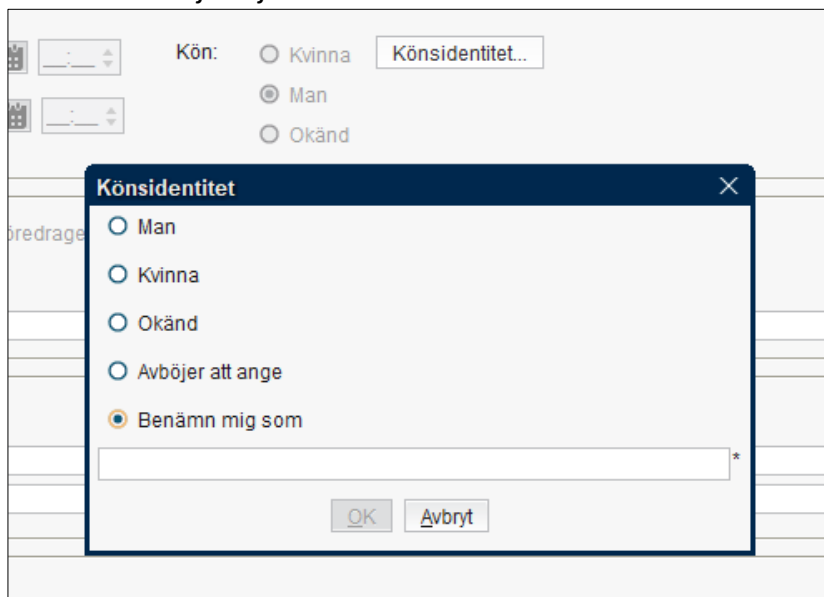 Kön:
Kvinna
Könsidentitet...
Man
Okänd
Könsidentitet
Man
Kvinna
Okänd
Avböjer att ange
Benämn mig som
*
OK
Avbryt